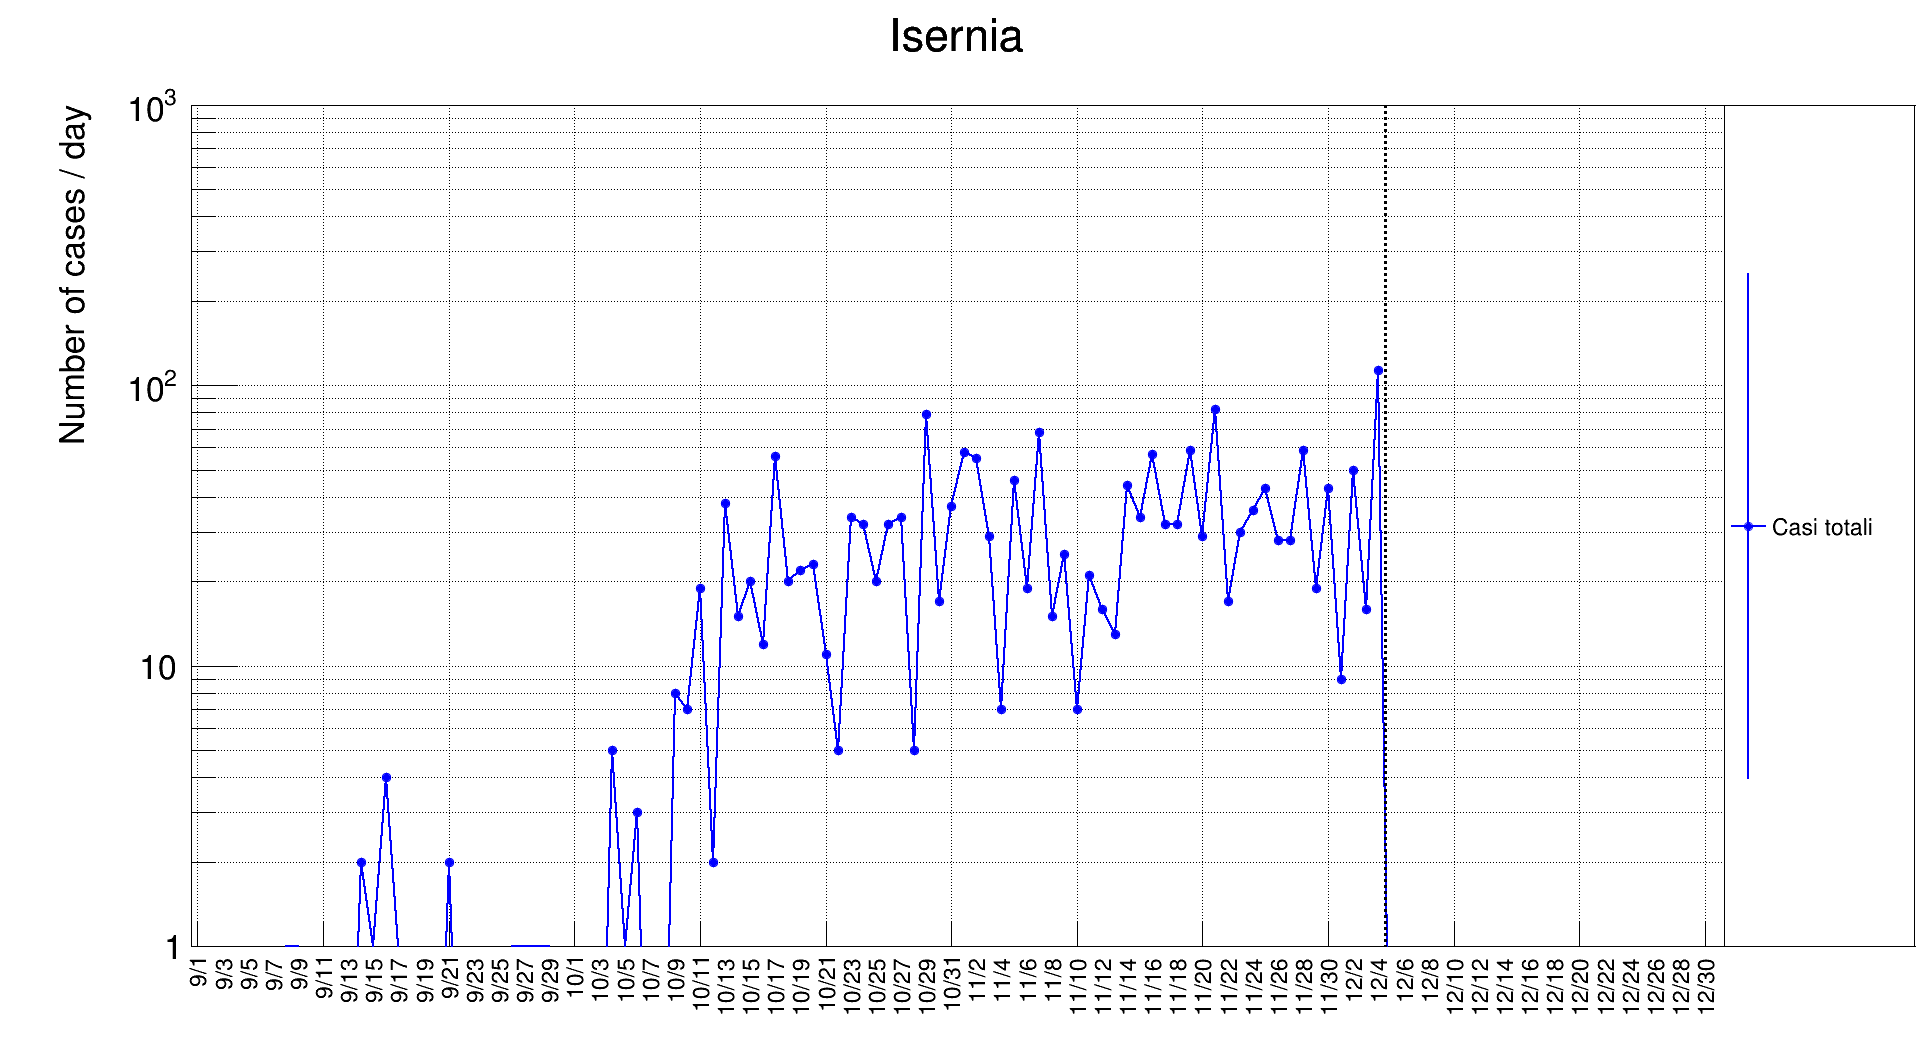 Isernia
Number of cases / day
10³
10²
10
1
9/1 9/3 9/5 9/7 9/9 9/11 9/13 9/15 9/17 9/19 9/21 9/23 9/25 9/27 9/29 10/1 10/3 10/5 10/7 10/9 10/11 10/13 10/15 10/17 10/19 10/21 10/23 10/25 10/27 10/29 10/31 11/2 11/4 11/6 11/8 11/10 11/12 11/14 11/16 11/18 11/20 11/22 11/24 11/26 11/28 11/30 12/2 12/4 12/6 12/8 12/10 12/12 12/14 12/16 12/18 12/20 12/22 12/24 12/26 12/28 12/30
Casi totali